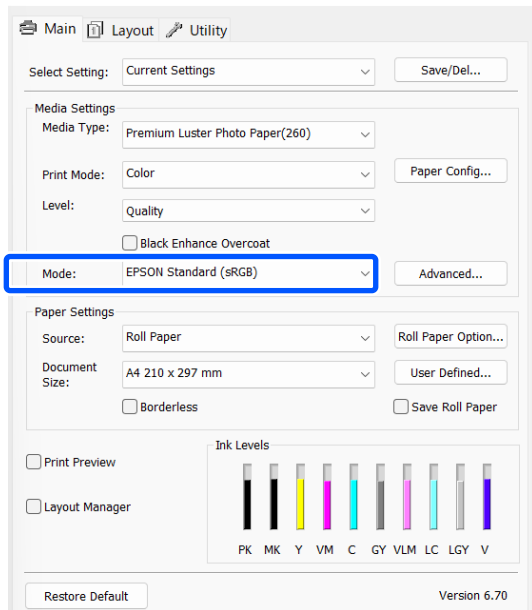 Main Layout Utility
Select Setting: Current Settings Save/Del...
Media Settings
Media Type: Premium Luster Photo Paper(260)
Print Mode: Color Paper Config...
Level: Quality
Black Enhance Overcoat
Mode: EPSON Standard (sRGB) Advanced...
Paper Settings
Source: Roll Paper Roll Paper Option...
Document
Size: A4 210 x 297 mm User Defined...
Borderless Save Roll Paper
Print Preview
Layout Manager
Ink Levels
PK MK Y VM C GY VLM LC LGY V
Restore Default Version 6.70